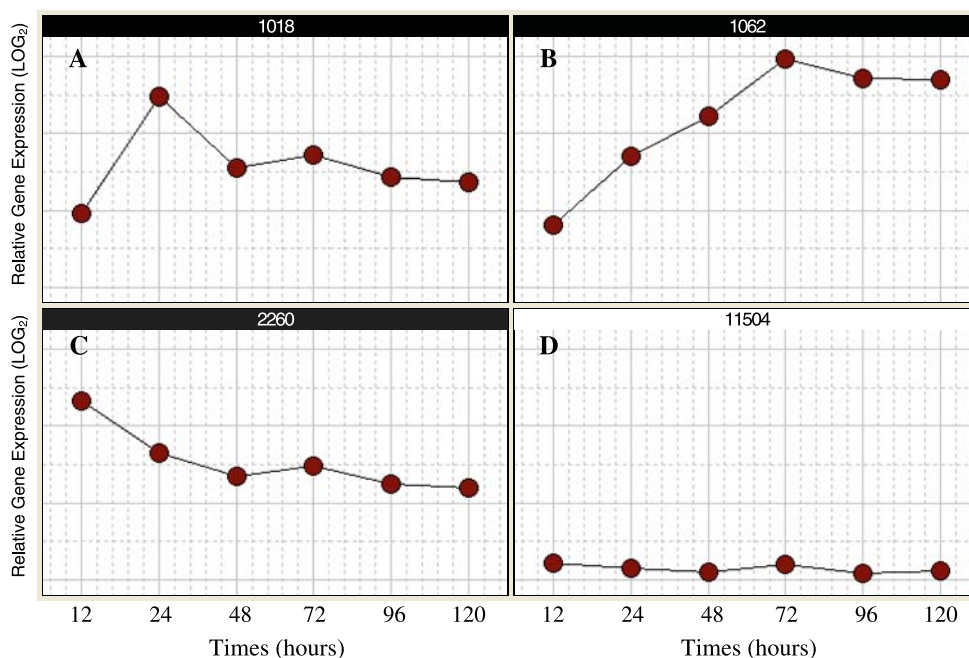 1018
1062
A
B
Relative Gene Expression (LOG₂)
2260
11504
C
D
Relative Gene Expression (LOG₂)
12 24 48 72 96 120
12 24 48 72 96 120
Times (hours)
Times (hours)